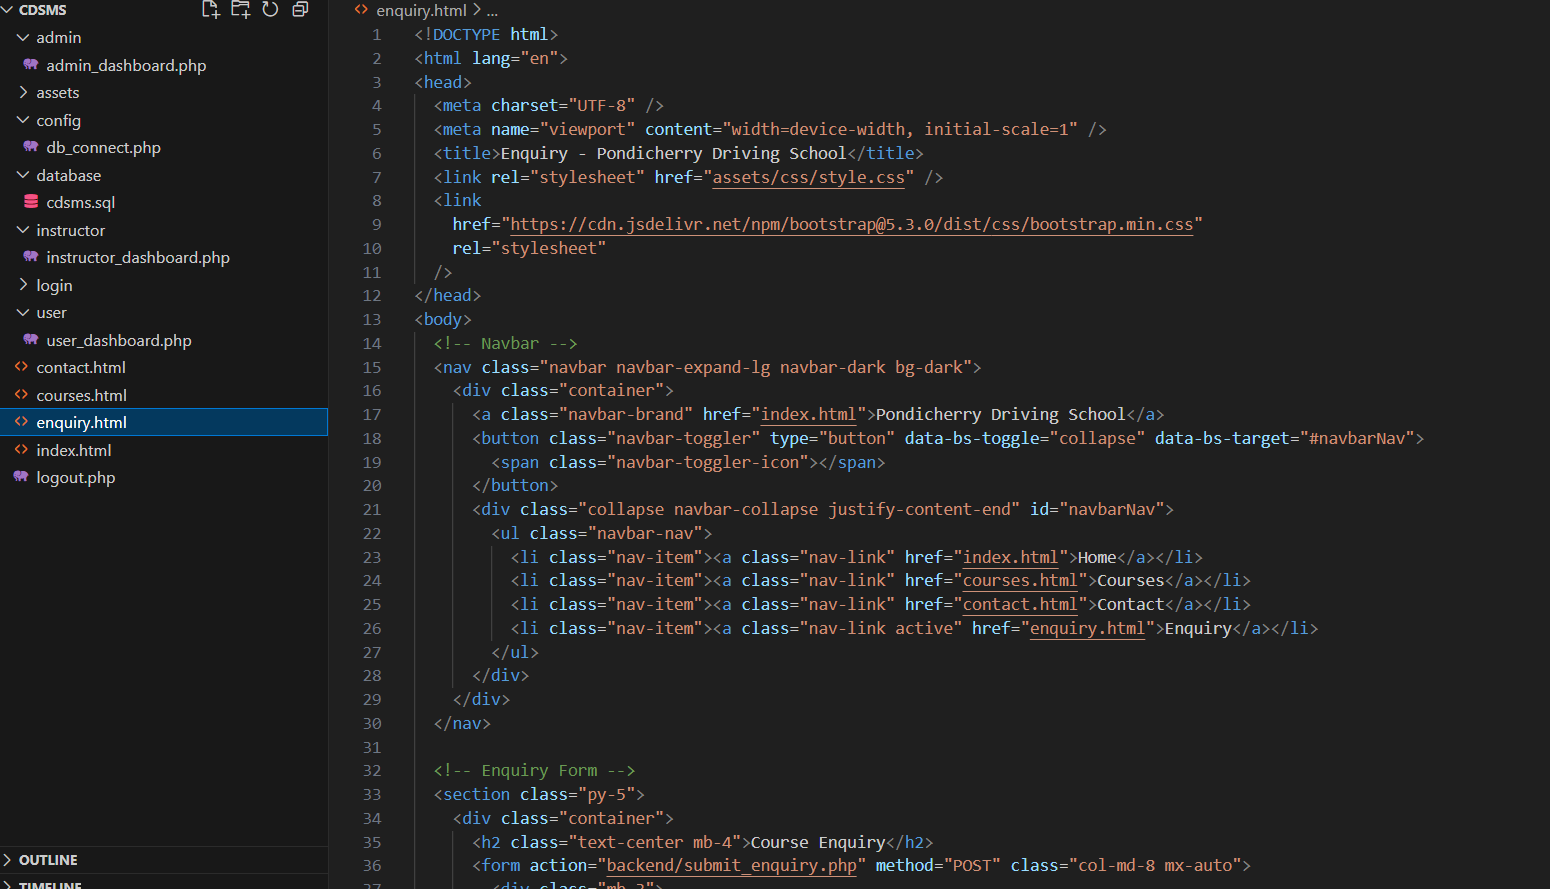 CDSMS
admin
admin_dashboard.php
assets
config
db_connect.php
database
cdsms.sql
instructor
instructor_dashboard.php
login
user
user_dashboard.php
contact.html
courses.html
enquiry.html
index.html
logout.php
OUTLINE
TIMELINE
enquiry.html > ...
1 <!DOCTYPE html>
2 <html lang="en">
3 <head>
4 <meta charset="UTF-8" />
5 <meta name="viewport" content="width=device-width, initial-scale=1" />
6 <title>Enquiry - Pondicherry Driving School</title>
7 <link rel="stylesheet" href="assets/css/style.css" />
8 <link
9 href="https://cdn.jsdelivr.net/npm/bootstrap@5.3.0/dist/css/bootstrap.min.css"
10 rel="stylesheet"
11 />
12 </head>
13 <body>
14 <!-- Navbar -->
15 <nav class="navbar navbar-expand-lg navbar-dark bg-dark">
16 <div class="container">
17 <a class="navbar-brand" href="index.html">Pondicherry Driving School</a>
18 <button class="navbar-toggler" type="button" data-bs-toggle="collapse" data-bs-target="#navbarNav">
19 <span class="navbar-toggler-icon"></span>
20 </button>
21 <div class="collapse navbar-collapse justify-content-end" id="navbarNav">
22 <ul class="navbar-nav">
23 <li class="nav-item"><a class="nav-link" href="index.html">Home</a></li>
24 <li class="nav-item"><a class="nav-link" href="courses.html">Courses</a></li>
25 <li class="nav-item"><a class="nav-link" href="contact.html">Contact</a></li>
26 <li class="nav-item"><a class="nav-link active" href="enquiry.html">Enquiry</a></li>
27 </ul>
28 </div>
29 </div>
30 </nav>
31
32 <!-- Enquiry Form -->
33 <section class="py-5">
34 <div class="container">
35 <h2 class="text-center mb-4">Course Enquiry</h2>
36 <form action="backend/submit_enquiry.php" method="POST" class="col-md-8 mx-auto">
37 <div class="mb-3">